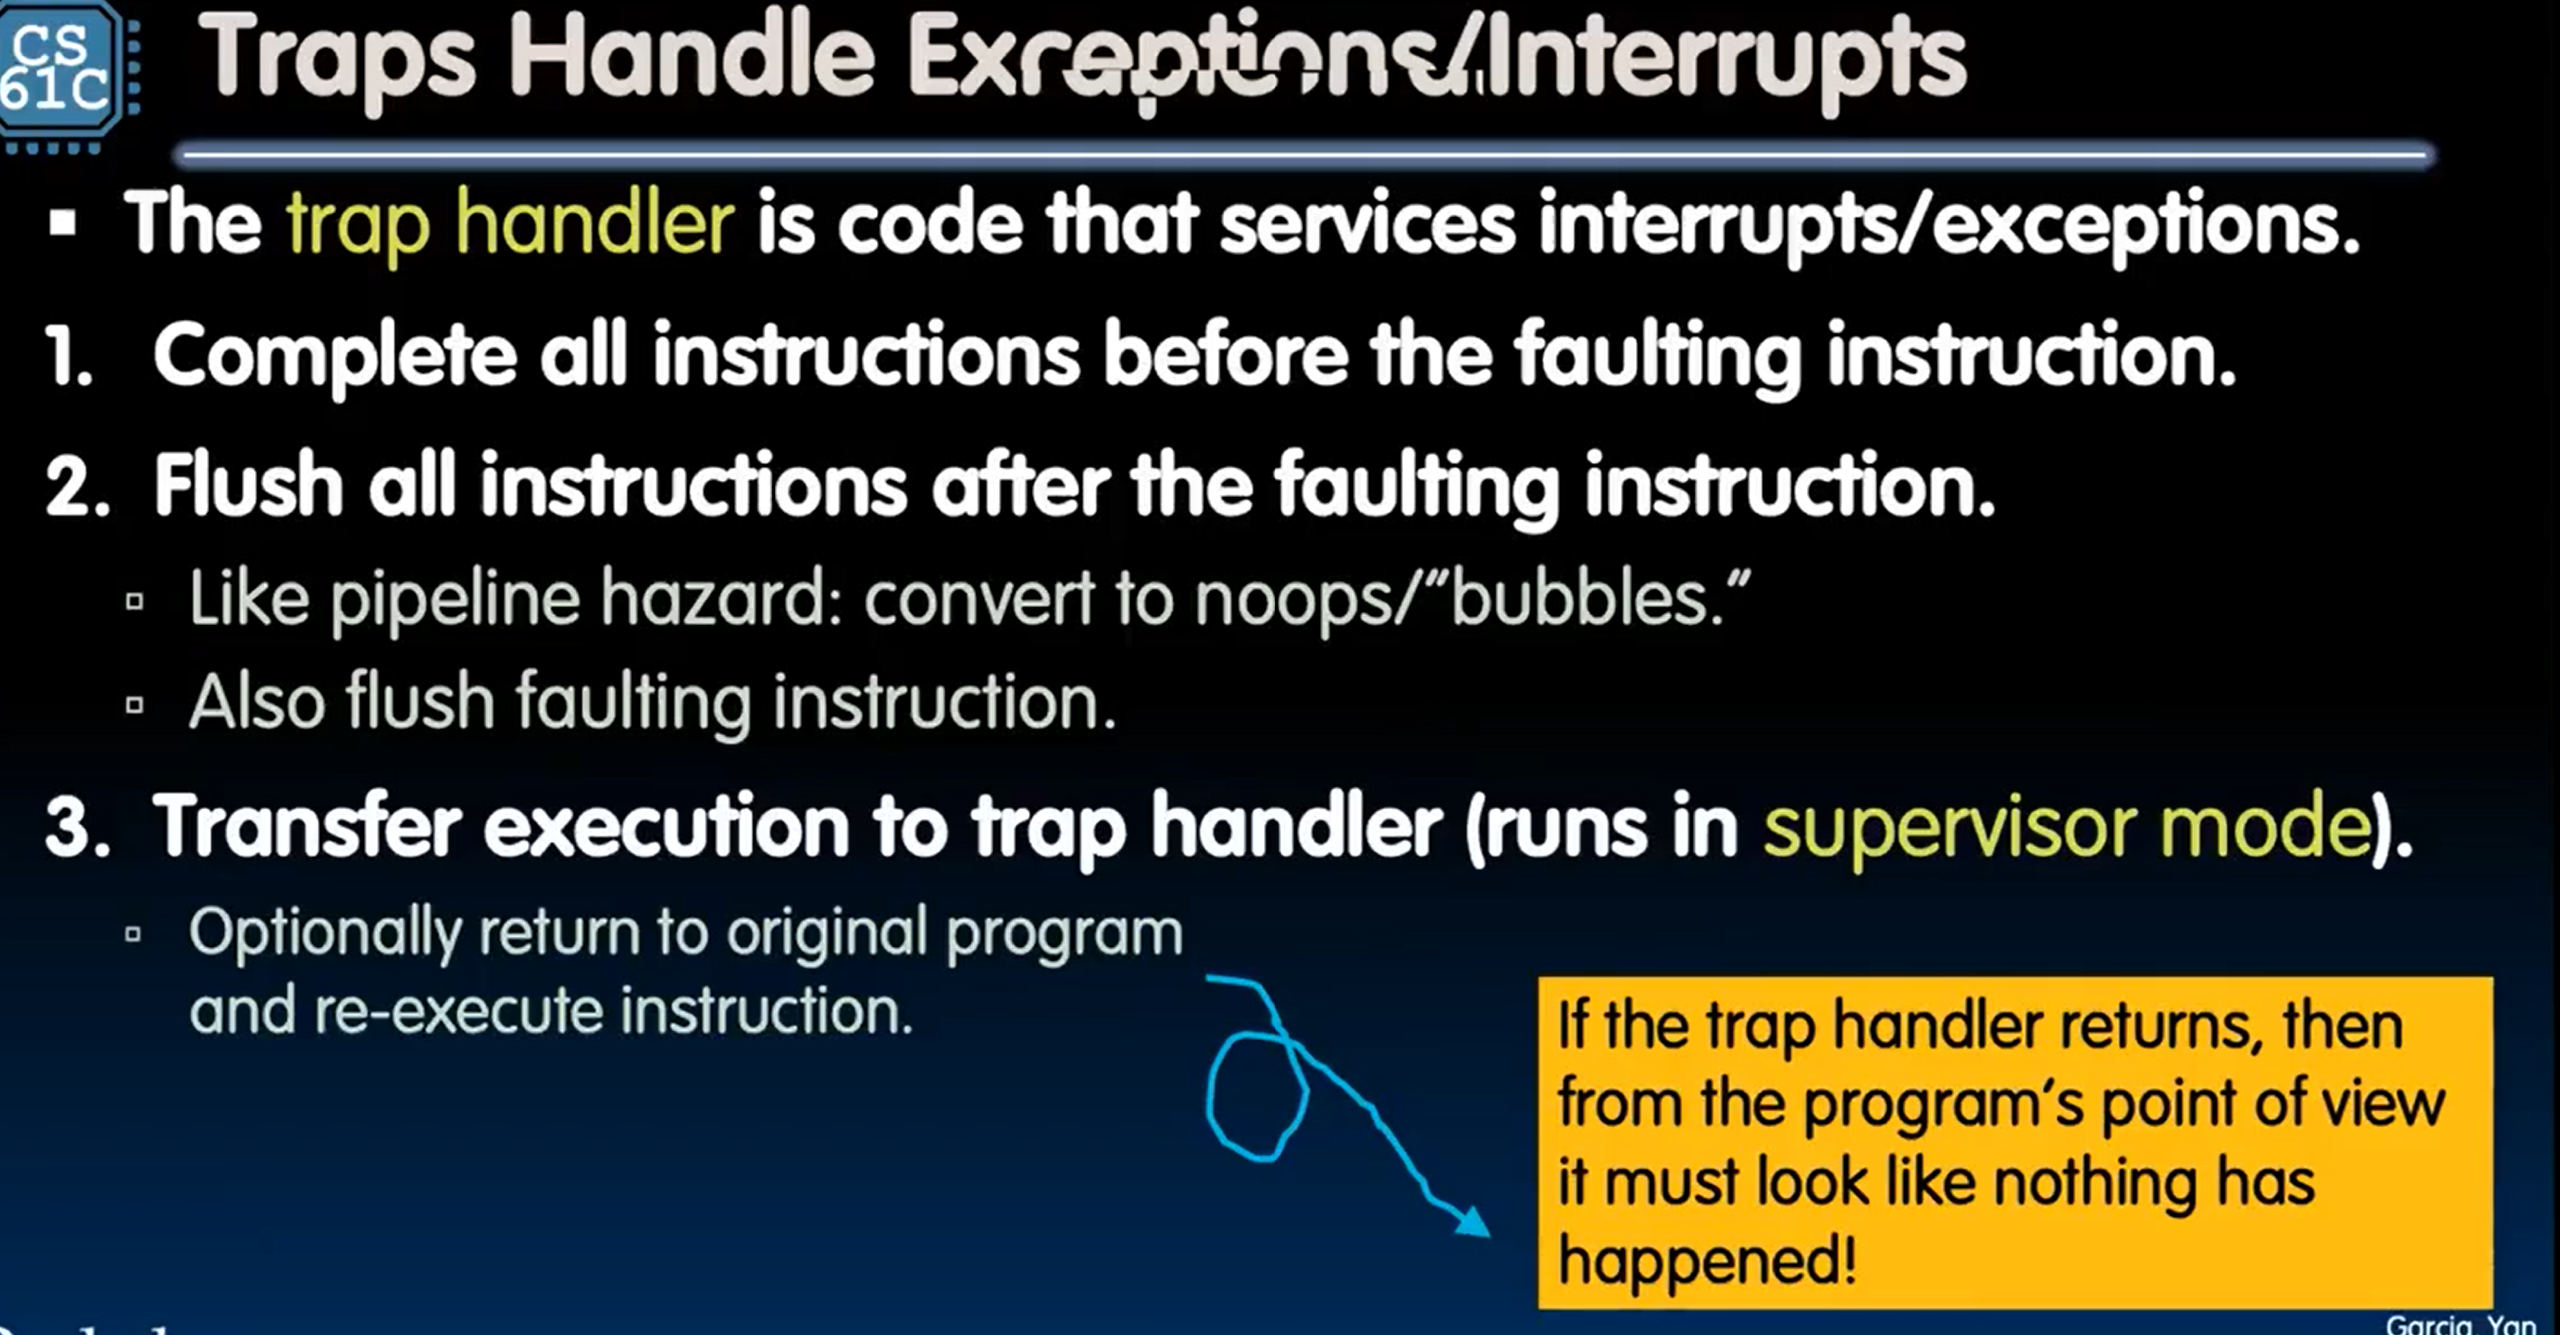 CS
61C
Traps Handle Exceptions/Interrupts
▪ The trap handler is code that services interrupts/exceptions.
1. Complete all instructions before the faulting instruction.
2. Flush all instructions after the faulting instruction.
▫ Like pipeline hazard: convert to noops/"bubbles."
▫ Also flush faulting instruction.
3. Transfer execution to trap handler (runs in supervisor mode).
▫ Optionally return to original program
and re-execute instruction.
If the trap handler returns, then
from the program's point of view
it must look like nothing has
happened!
Garcia, Yan